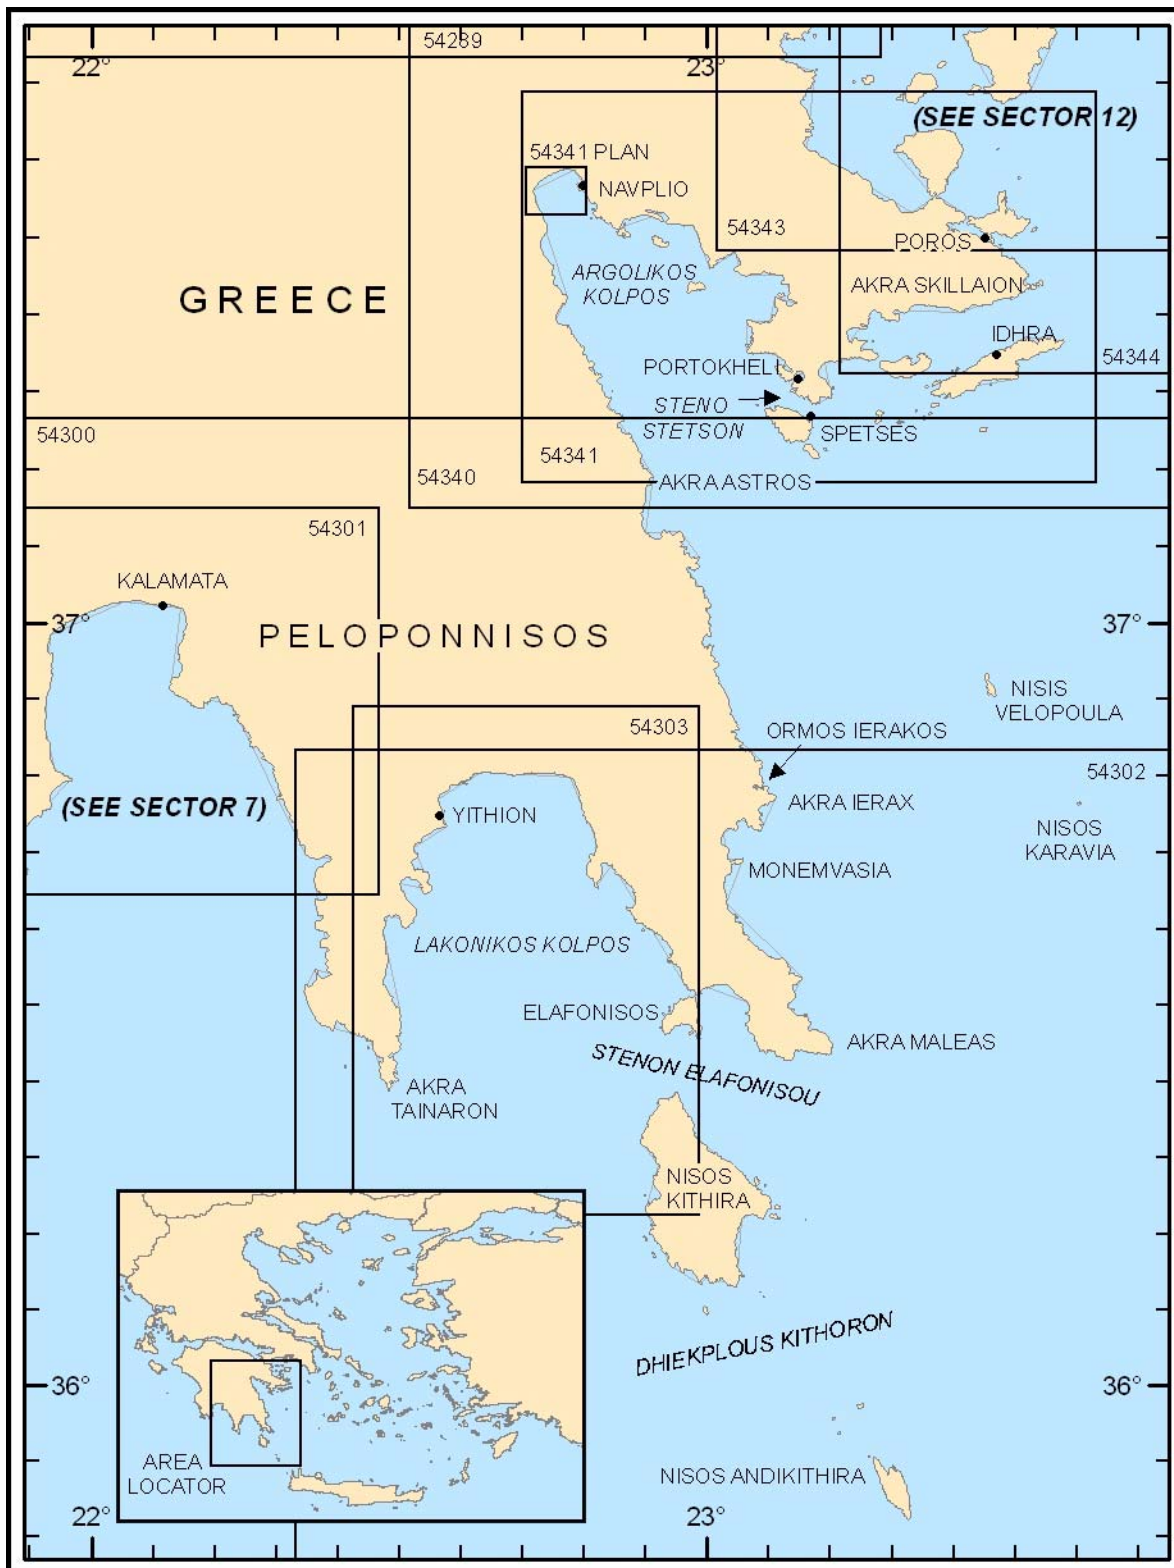 54289
22°
23°
(SEE SECTOR 12)
54341 PLAN
NAVPLIO
54343
POROS
ARGOLIKOS
KOLPOS
AKRA SKILLAION
GREECE
IDHRA
54344
PORTOKHELI
STENO
STETSON
SPETSES
54300
54341
54340
AKRA ASTROS
54301
KALAMATA
37°
37°
PELOPONNISOS
NISIS
VELOPOULA
54303
ORMOS IERAKOS
54302
(SEE SECTOR 7)
AKRA IERAX
YITHION
NISOS
KARAVIA
MONEMVASIA
LAKONIKOS KOLPOS
ELAFONISOS
AKRA MALEAS
STENON ELAFONISOU
AKRA
TAINARON
NISOS
KITHIRA
DHIEKPLOUS KITHORON
36°
36°
AREA
LOCATOR
NISOS ANDIKITHIRA
22°
23°